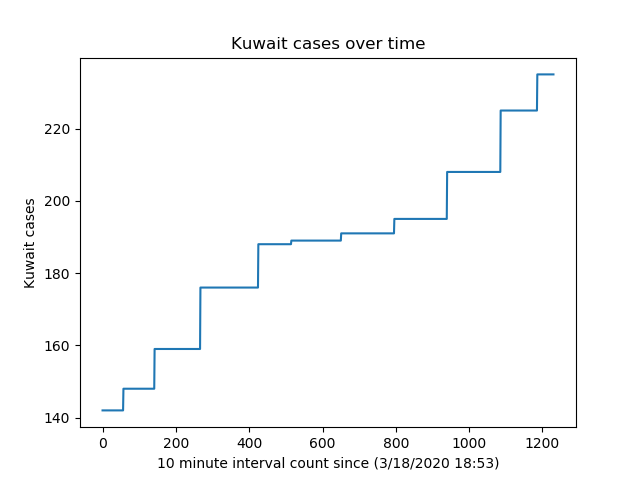 Kuwait cases over time
Kuwait cases
220
200
180
160
140
0 200 400 600 800 1000 1200
10 minute interval count since (3/18/2020 18:53)